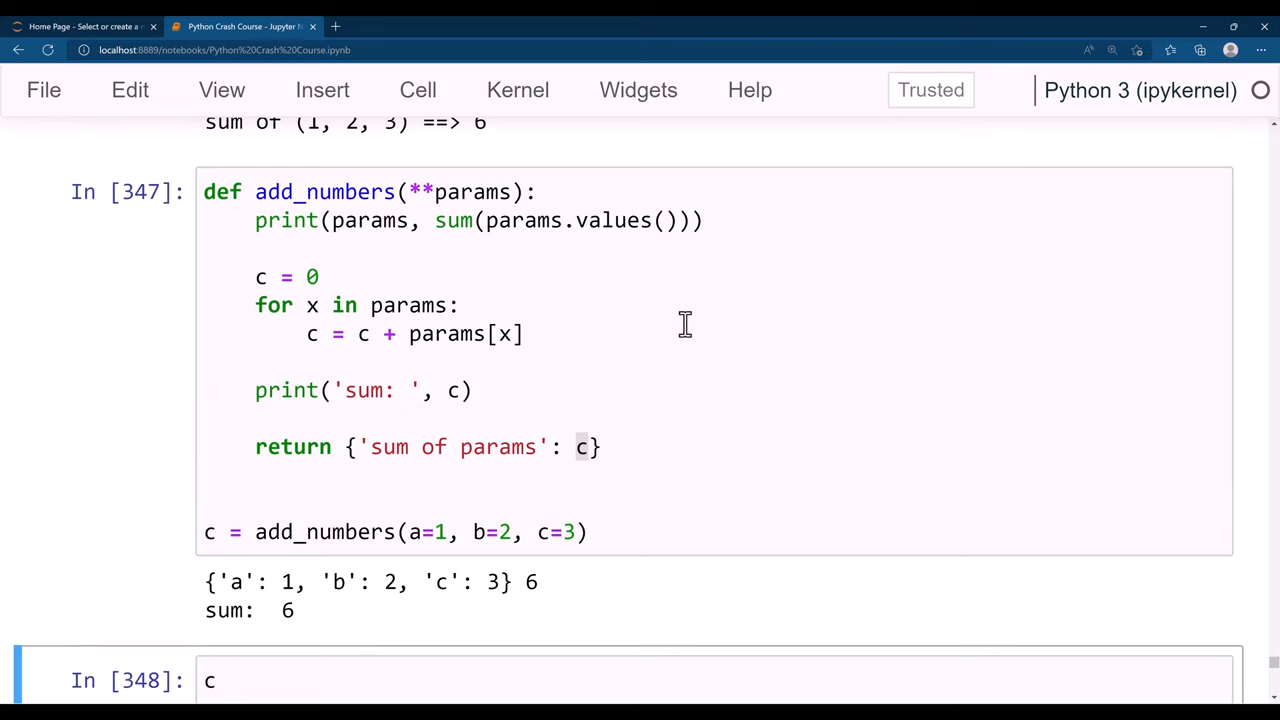 Home Page - Select or create a n
Python Crash Course - Jupyter N
localhost:8889/notebooks/Python%20Crash%20Course.ipynb
File Edit View Insert Cell Kernel Widgets Help Trusted Python 3 (ipykernel)
sum of (1, 2, 3) ==> 6
In [347]: def add_numbers(**params):
    print(params, sum(params.values()))
    c = 0
    for x in params:
        c = c + params[x]
    print('sum: ', c)
    return {'sum of params': c}
c = add_numbers(a=1, b=2, c=3)
{'a': 1, 'b': 2, 'c': 3} 6
sum:  6
In [348]: c